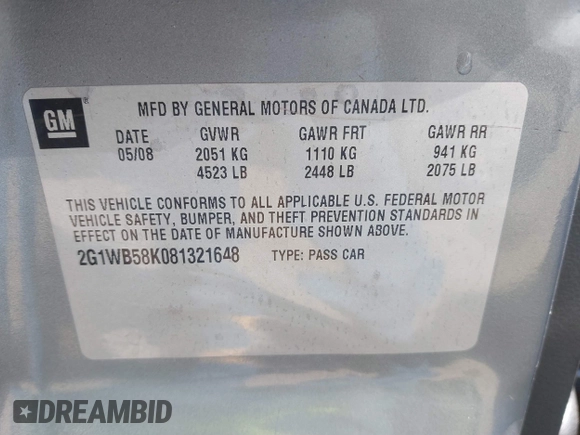 GM
®
MFD BY GENERAL MOTORS OF CANADA LTD.
DATE GVWR GAWR FRT GAWR RR
05/08 2051 KG 1110 KG 941 KG
4523 LB 2448 LB 2075 LB
THIS VEHICLE CONFORMS TO ALL APPLICABLE U.S. FEDERAL MOTOR
VEHICLE SAFETY, BUMPER, AND THEFT PREVENTION STANDARDS IN
EFFECT ON THE DATE OF MANUFACTURE SHOWN ABOVE.
2G1WB58K081321648 TYPE: PASS CAR
DREAMBID